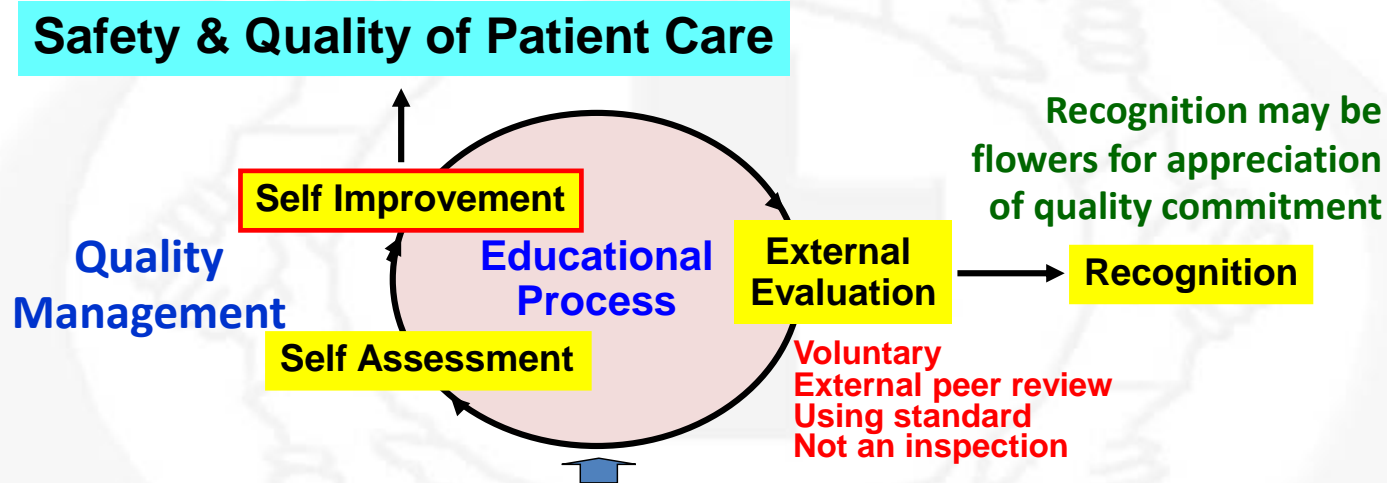 Safety & Quality of Patient Care
Recognition may be
flowers for appreciation
of quality commitment
Self Improvement
Quality
Management
Educational
Process
External
Evaluation
Recognition
Self Assessment
Voluntary
External peer review
Using standard
Not an inspection